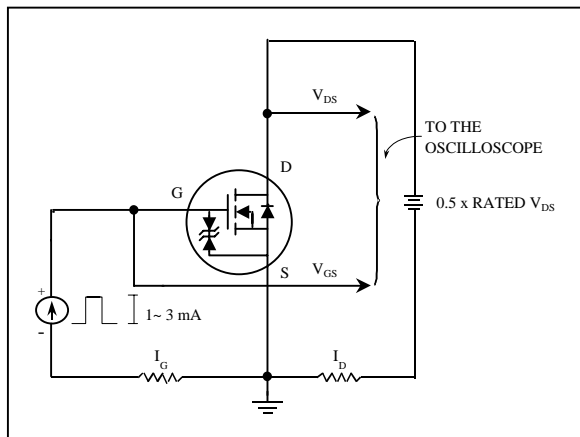 V_DS
TO THE
OSCILLOSCOPE
D
G
0.5 x RATED V_DS
S
V_GS
+
1~ 3 mA
-
I_G
I_D